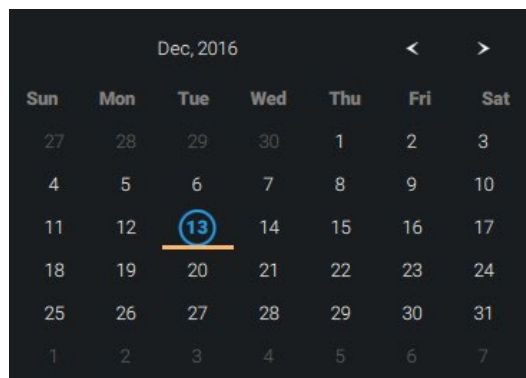 Dec, 2016 < >
Sun Mon Tue Wed Thu Fri Sat
27 28 29 30 1 2 3
4 5 6 7 8 9 10
11 12 13 14 15 16 17
18 19 20 21 22 23 24
25 26 27 28 29 30 31
1 2 3 4 5 6 7